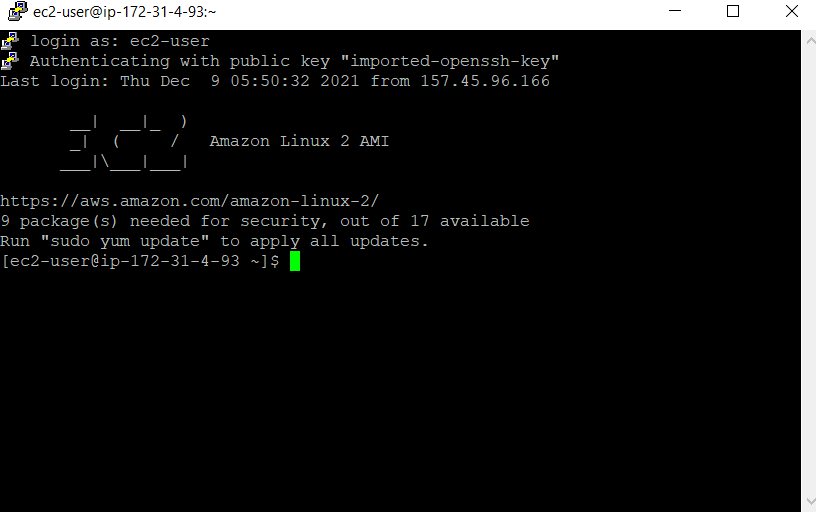 ec2-user@ip-172-31-4-93:~
login as: ec2-user
Authenticating with public key "imported-openssh-key"
Last login: Thu Dec  9 05:50:32 2021 from 157.45.96.166
       __|  __|_  )
       _|  (     /   Amazon Linux 2 AMI
      ___|\___|___|
https://aws.amazon.com/amazon-linux-2/
9 package(s) needed for security, out of 17 available
Run "sudo yum update" to apply all updates.
[ec2-user@ip-172-31-4-93 ~]$